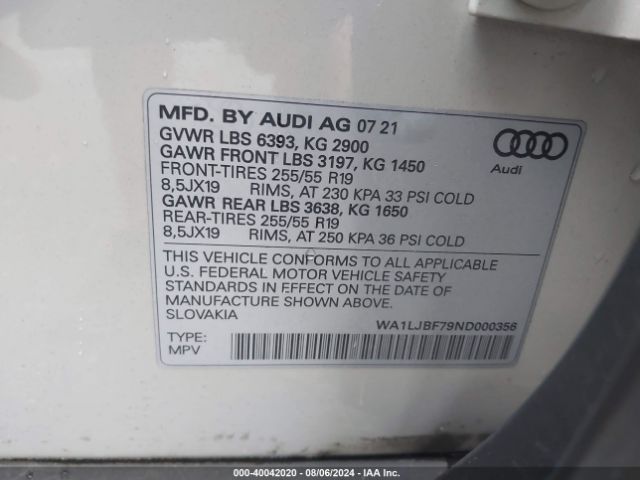 MFD. BY AUDI AG 07 21
GVWR LBS 6393, KG 2900
GAWR FRONT LBS 3197, KG 1450
FRONT-TIRES 255/55 R19
8,5JX19 RIMS, AT 230 KPA 33 PSI COLD
GAWR REAR LBS 3638, KG 1650
REAR-TIRES 255/55 R19
8,5JX19 RIMS, AT 250 KPA 36 PSI COLD
Audi
THIS VEHICLE CONFORMS TO ALL APPLICABLE
U.S. FEDERAL MOTOR VEHICLE SAFETY
STANDARDS IN EFFECT ON THE DATE OF
MANUFACTURE SHOWN ABOVE.
SLOVAKIA
WA1LJBF79ND000356
TYPE:
MPV
000-40042020 - 08/06/2024 - IAA Inc.